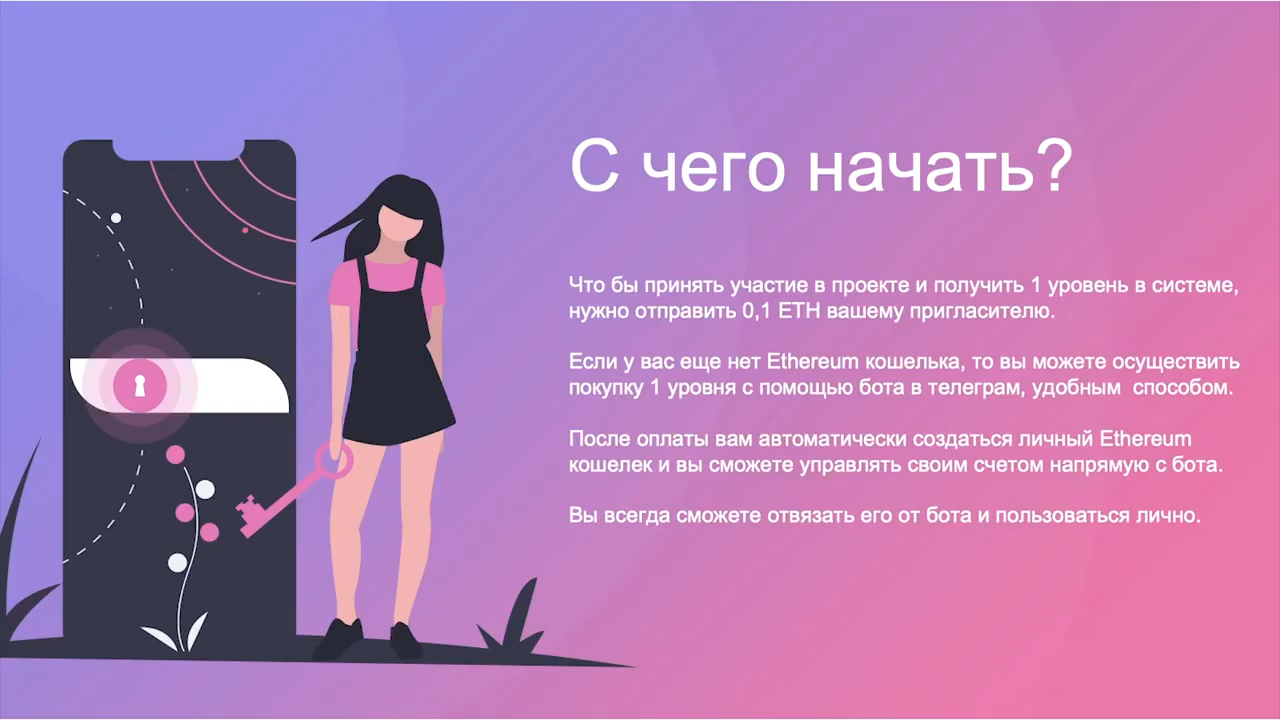 С чего начать?
Что бы принять участие в проекте и получить 1 уровень в системе,
нужно отправить 0,1 ETH вашему пригласителю.
Если у вас еще нет Ethereum кошелька, то вы можете осуществить
покупку 1 уровня с помощью бота в телеграм, удобным способом.
После оплаты вам автоматически создаться личный Ethereum
кошелек и вы сможете управлять своим счетом напрямую с бота.
Вы всегда сможете отвязать его от бота и пользоваться лично.